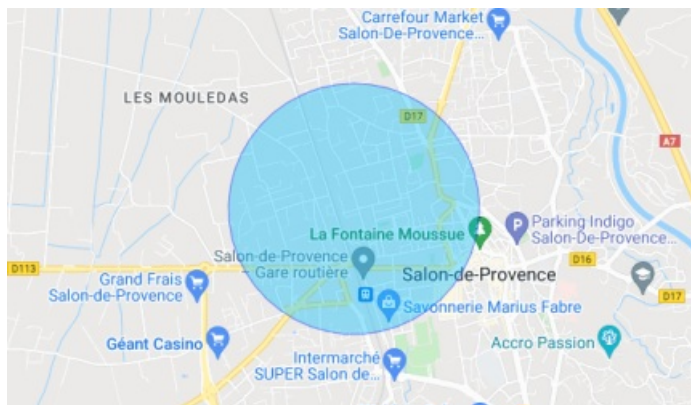 Carrefour Market
Salon-De-Provence...
LES MOULEDAS
D17
A7
La Fontaine Moussue
Parking Indigo
Salon-De-Provence...
Salon-de-Provence
– Gare routière
D113
D16
Grand Frais
Salon-de-Provence
Salon-de-Provence
D17
Savonnerie Marius Fabre
Géant Casino
Accro Passion
Intermarché
SUPER Salon de...